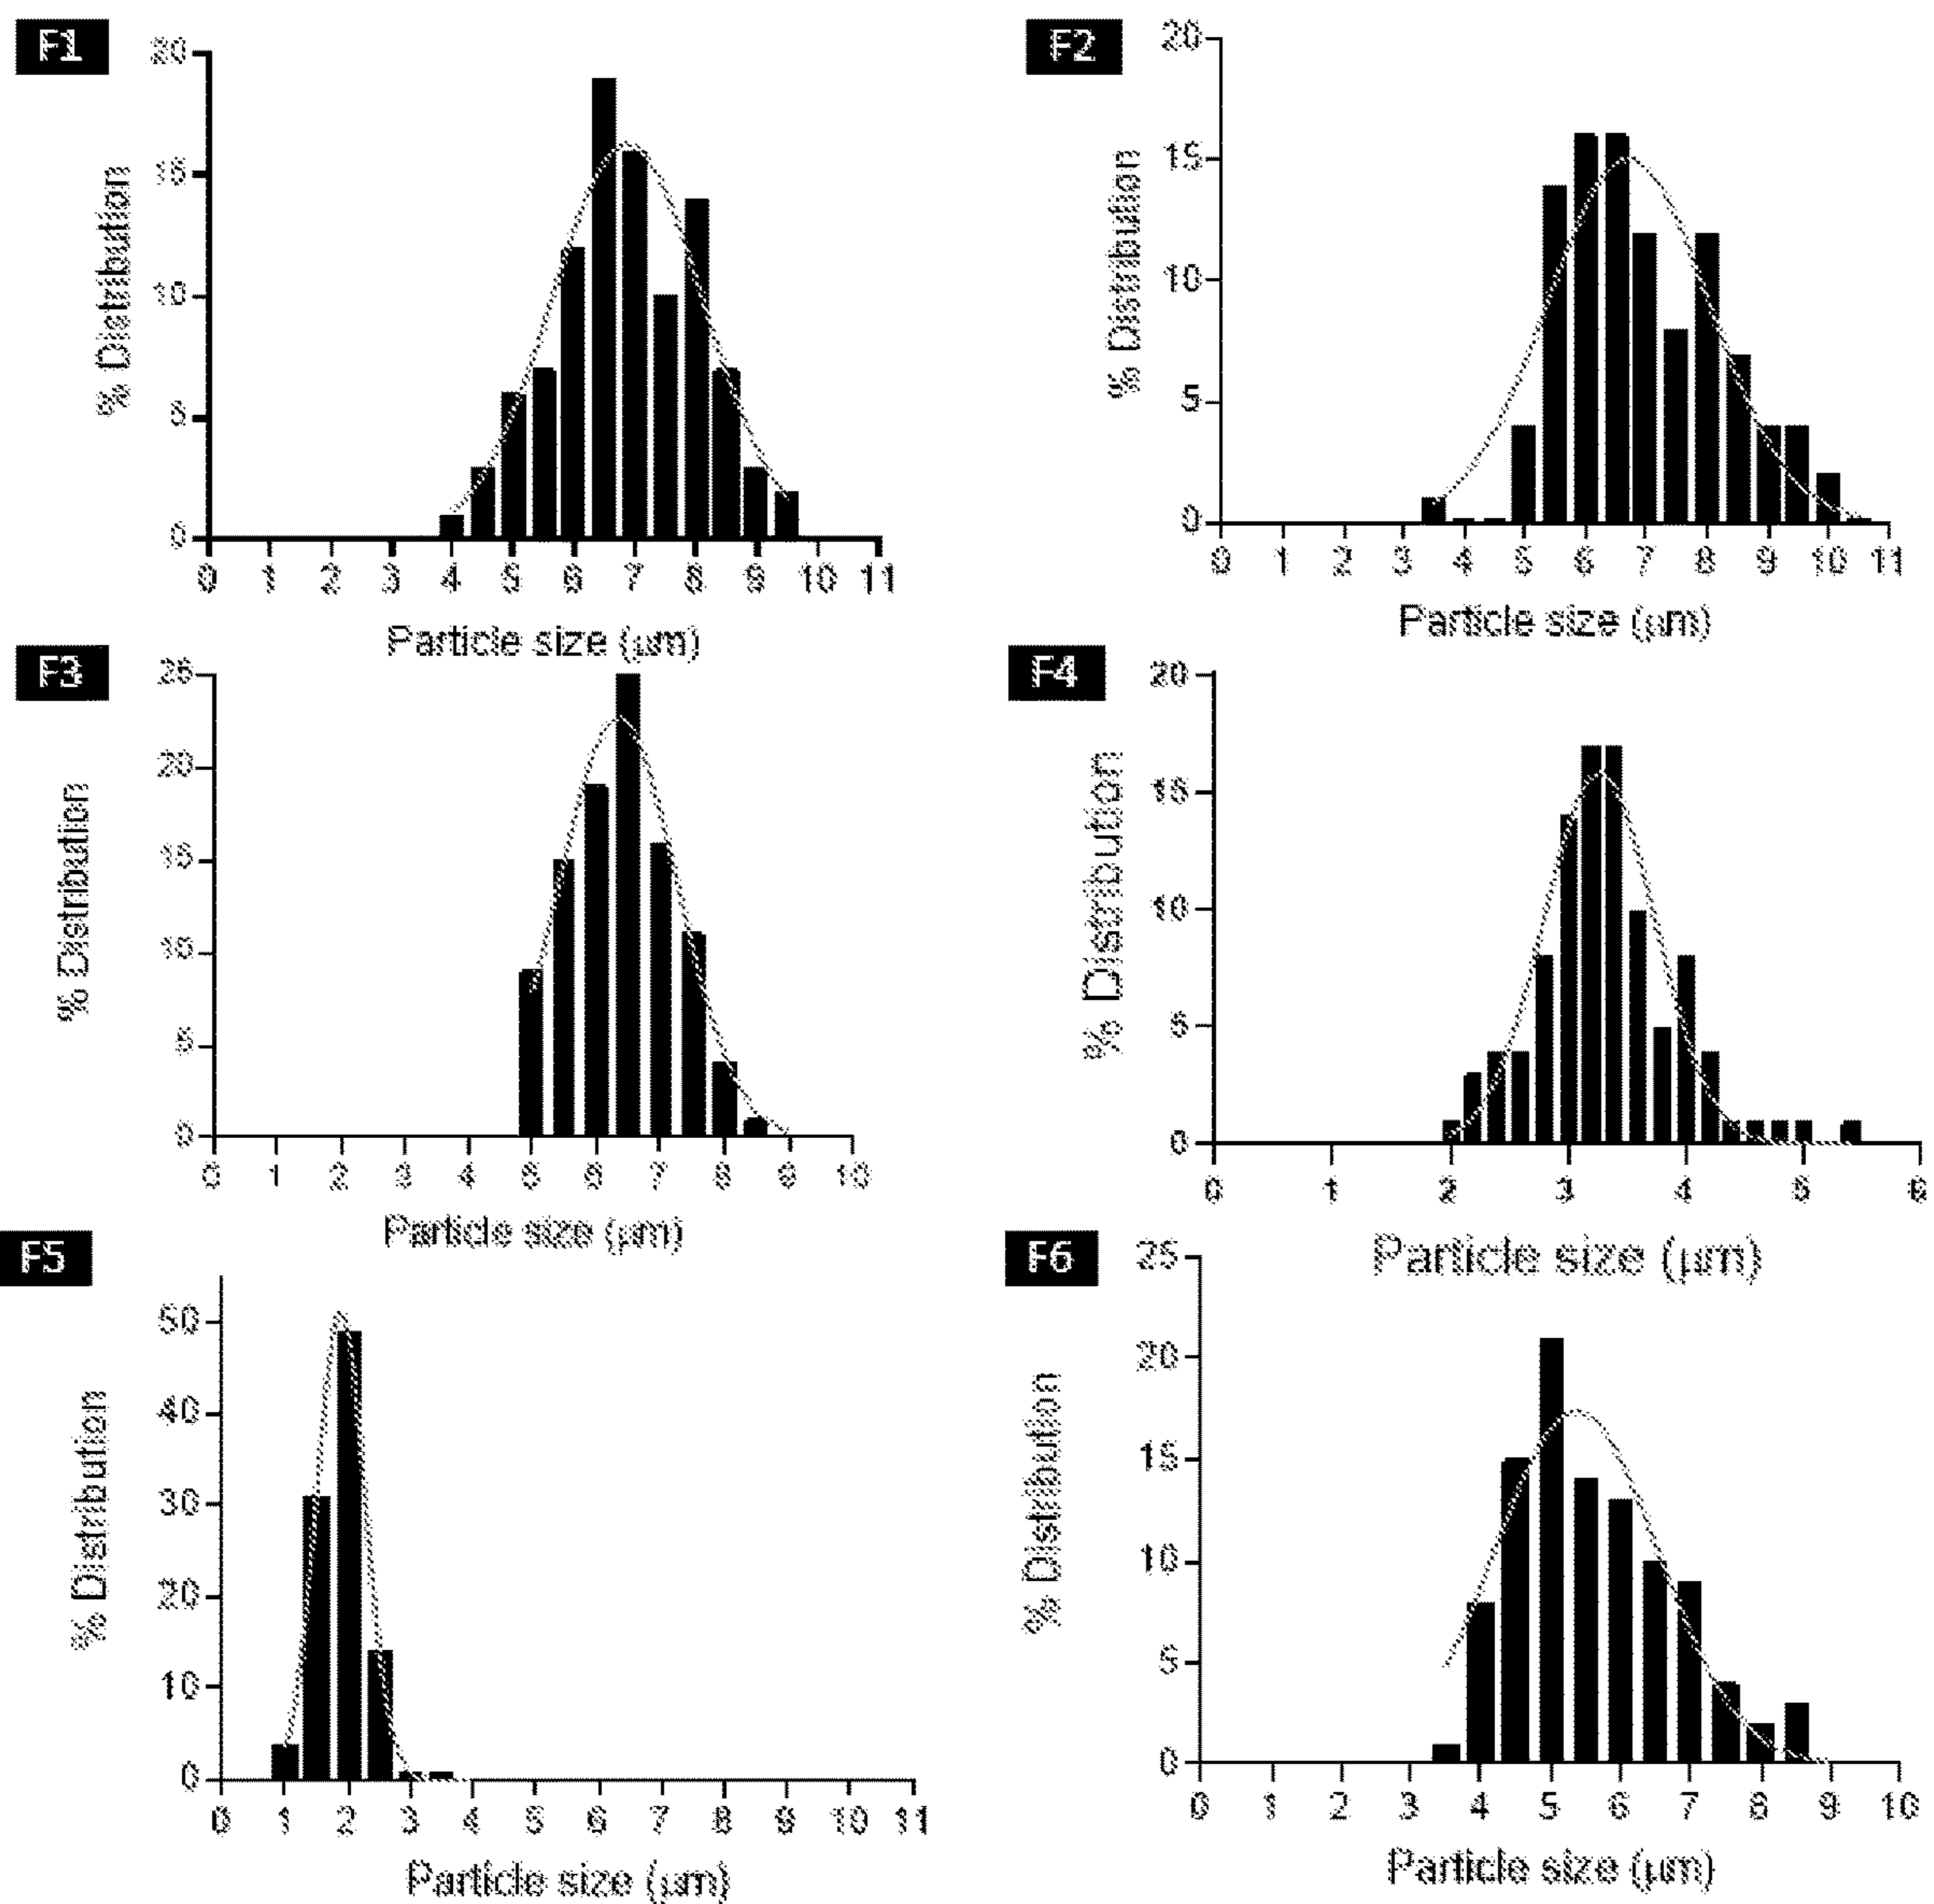 F1
% Distribution
20
15
10
5
0
0 1 2 3 4 5 6 7 8 9 10 11
Particle size (µm)
F2
% Distribution
20
15
10
5
0
0 1 2 3 4 5 6 7 8 9 10 11
Particle size (µm)
F3
% Distribution
25
20
15
10
5
0
0 1 2 3 4 5 6 7 8 9 10
Particle size (µm)
F4
% Distribution
20
15
10
5
0
0 1 2 3 4 5 6
Particle size (µm)
F5
% Distribution
50
40
30
20
10
0
0 1 2 3 4 5 6 7 8 9 10 11
Particle size (µm)
F6
% Distribution
25
20
15
10
5
0
0 1 2 3 4 5 6 7 8 9 10
Particle size (µm)